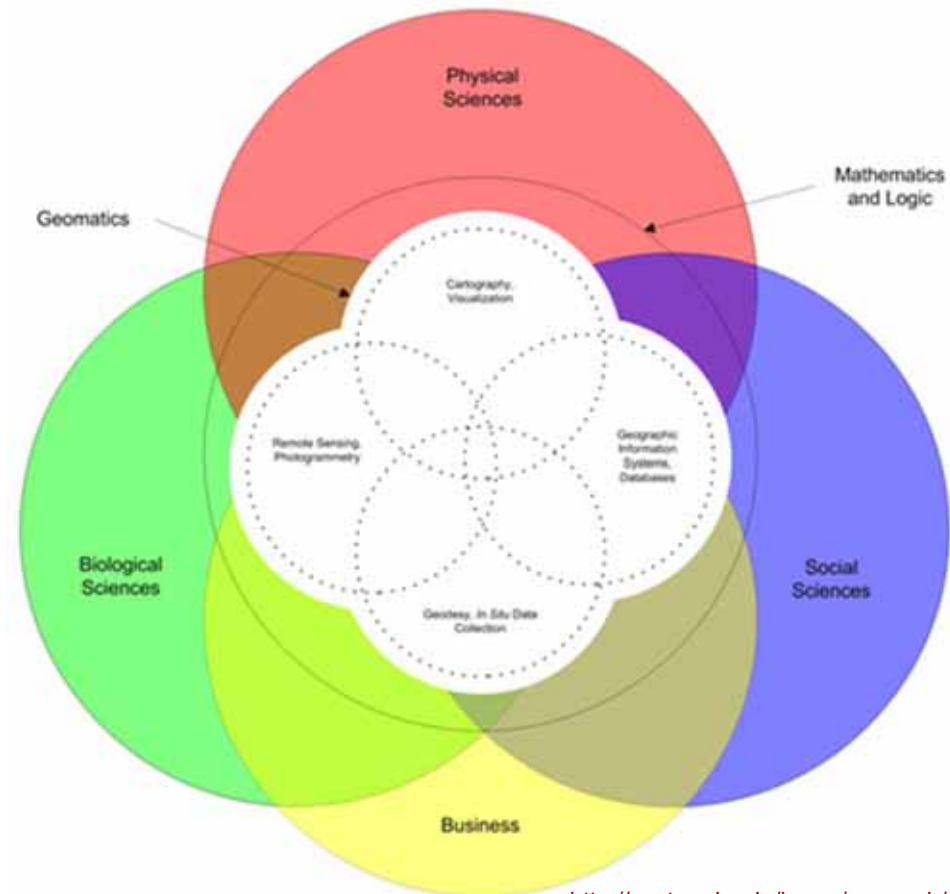 Physical
Sciences
Mathematics
and Logic
Geomatics
Cartography,
Visualization
Remote Sensing,
Photogrammetry
Geographic
Information
Systems,
Databases
Biological
Sciences
Social
Sciences
Geodesy, In Situ Data
Collection
Business